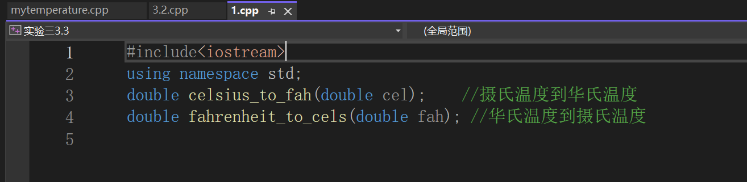 mytemperature.cpp 3.2.cpp 1.cpp
实验三3.3 (全局范围)
1 #include<iostream>
2 using namespace std;
3 double celsius_to_fah(double cel); //摄氏温度到华氏温度
4 double fahrenheit_to_cels(double fah); //华氏温度到摄氏温度
5